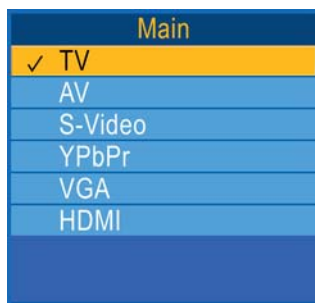 Main
✓ TV
AV
S-Video
YPbPr
VGA
HDMI